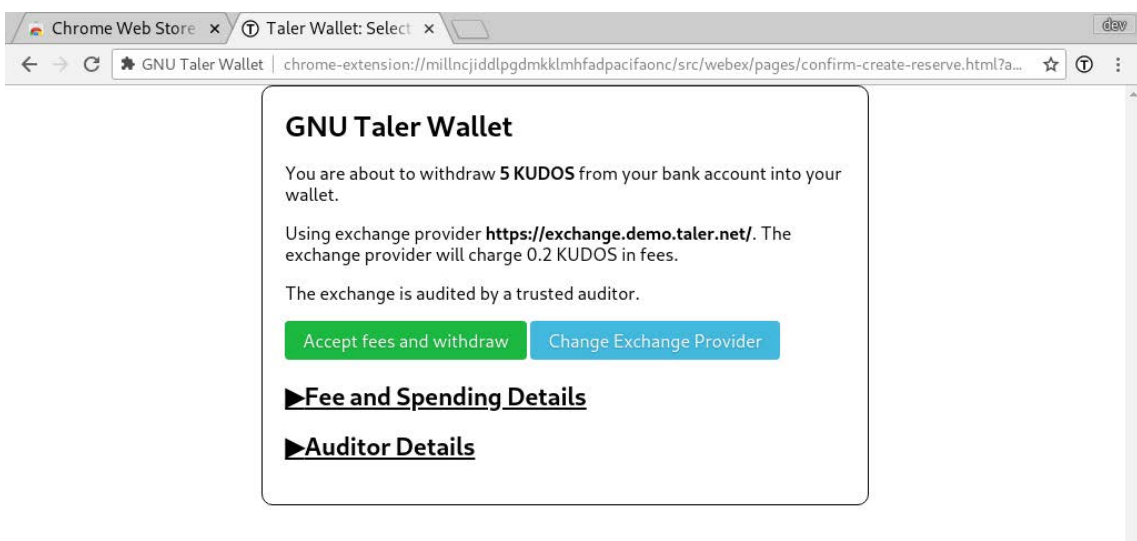 Chrome Web Store × Ⓣ Taler Wallet: Select ×
dev
GNU Taler Wallet | chrome-extension://millncjiddlpgdmkklmhfadpacifaonc/src/webex/pages/confirm-create-reserve.html?a...
GNU Taler Wallet
You are about to withdraw 5 KUDOS from your bank account into your
wallet.
Using exchange provider https://exchange.demo.taler.net/. The
exchange provider will charge 0.2 KUDOS in fees.
The exchange is audited by a trusted auditor.
Accept fees and withdraw Change Exchange Provider
▶Fee and Spending Details
▶Auditor Details